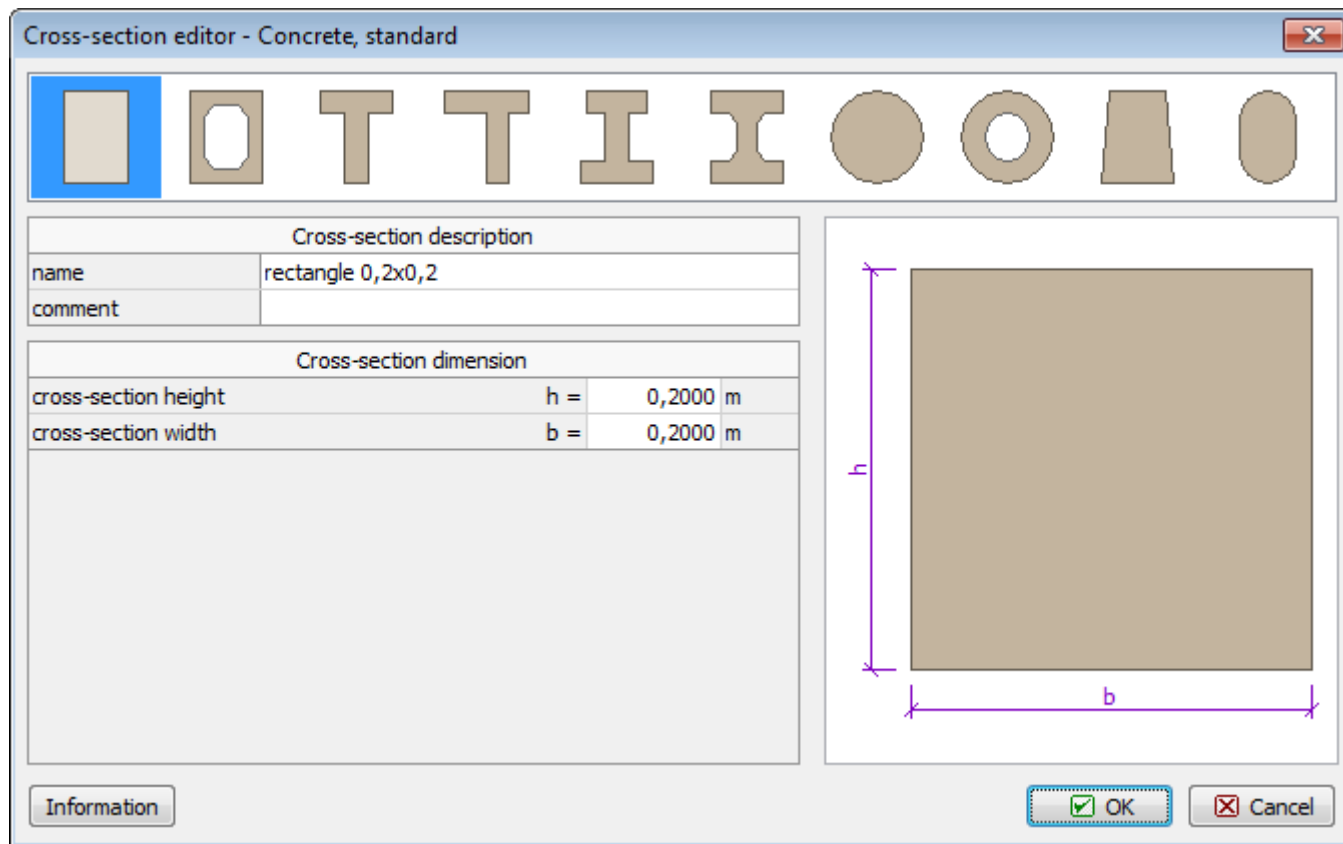 Cross-section editor - Concrete, standard
Cross-section description
name rectangle 0,2x0,2
comment
Cross-section dimension
cross-section height h = 0,2000 m
cross-section width b = 0,2000 m
h
b
Information OK Cancel